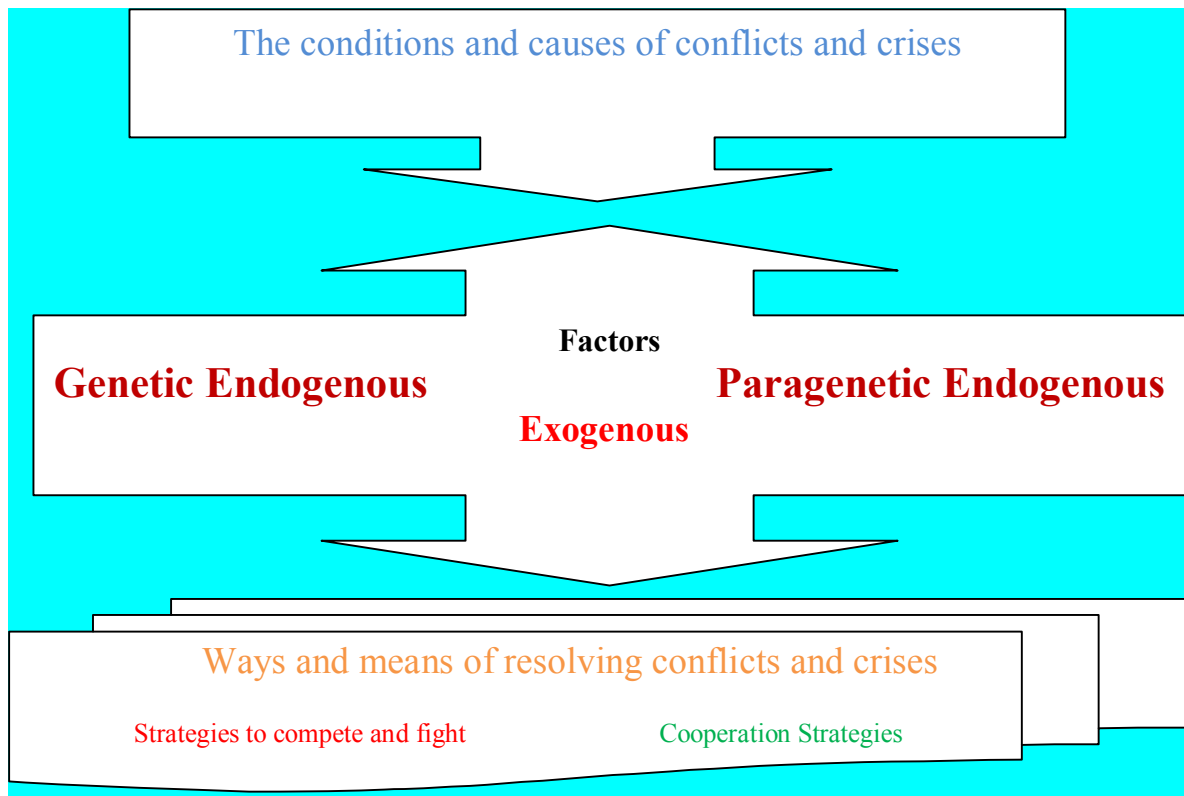 The conditions and causes of conflicts and crises
Factors
Genetic Endogenous
Paragenetic Endogenous
Exogenous
Ways and means of resolving conflicts and crises
Strategies to compete and fight
Cooperation Strategies